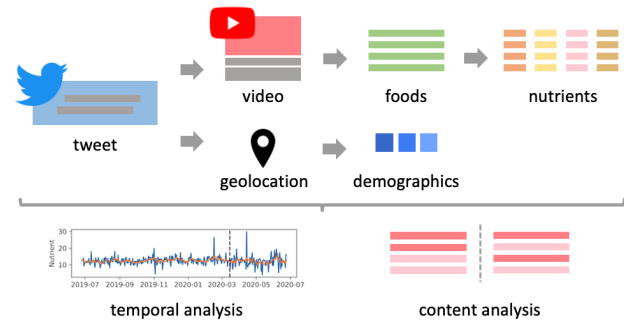 video
foods
nutrients
tweet
geolocation
demographics
Nutrient
30
20
10
2019-07 2019-09 2019-11 2020-01 2020-03 2020-05 2020-07
temporal analysis
content analysis